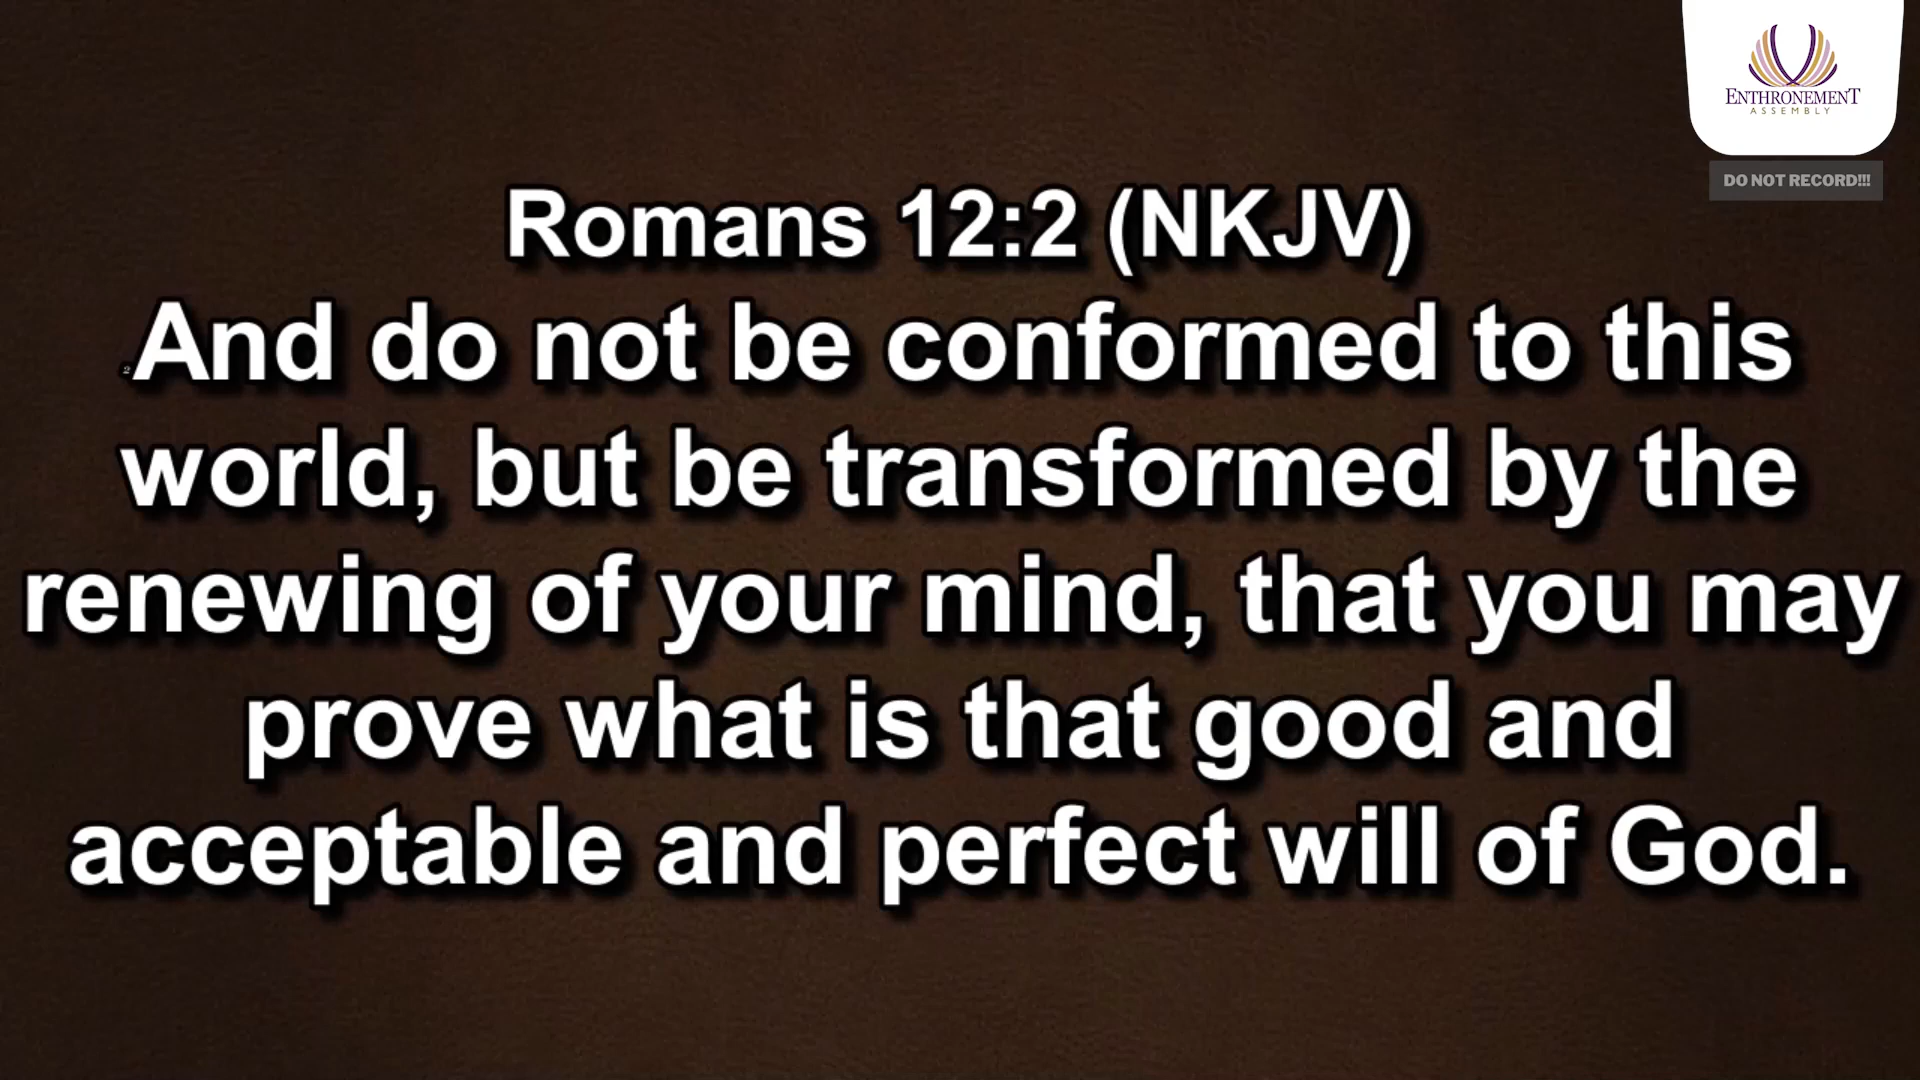 ENTHRONEMENT
ASSEMBLY
DO NOT RECORD!!!
Romans 12:2 (NKJV)
2 And do not be conformed to this
world, but be transformed by the
renewing of your mind, that you may
prove what is that good and
acceptable and perfect will of God.